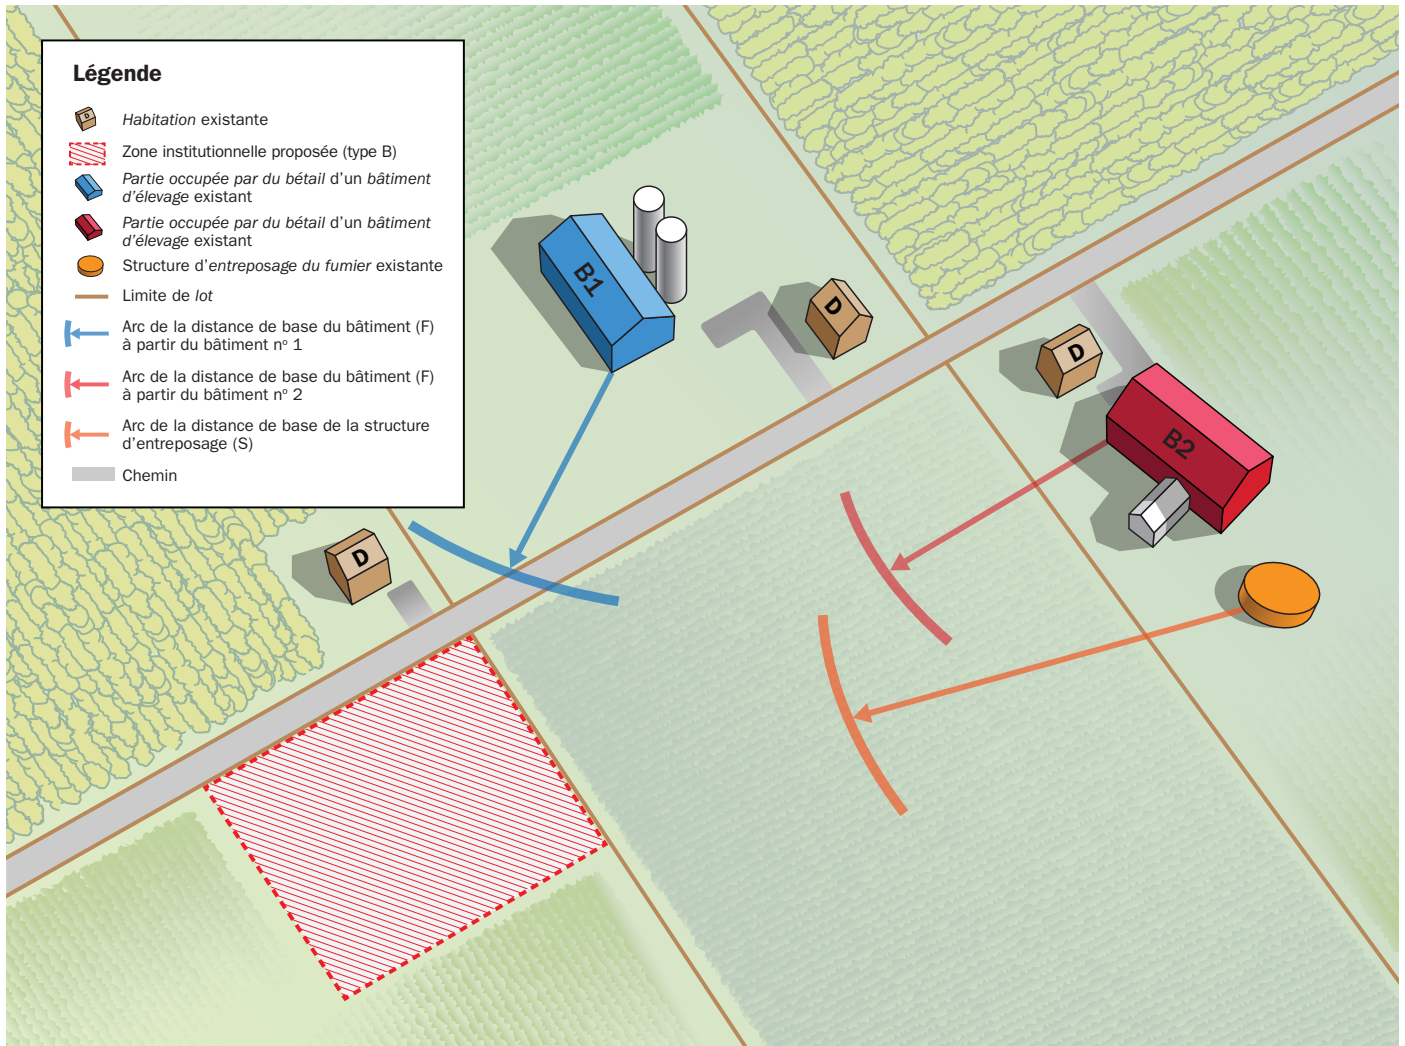 Légende
Habitation existante
Zone institutionnelle proposée (type B)
Partie occupée par du bétail d'un bâtiment
d'élevage existant
Partie occupée par du bétail d'un bâtiment
d'élevage existant
Structure d'entreposage du fumier existante
Limite de lot
Arc de la distance de base du bâtiment (F)
à partir du bâtiment nº 1
Arc de la distance de base du bâtiment (F)
à partir du bâtiment nº 2
Arc de la distance de base de la structure
d'entreposage (S)
Chemin
D
B1
D
D
B2
D